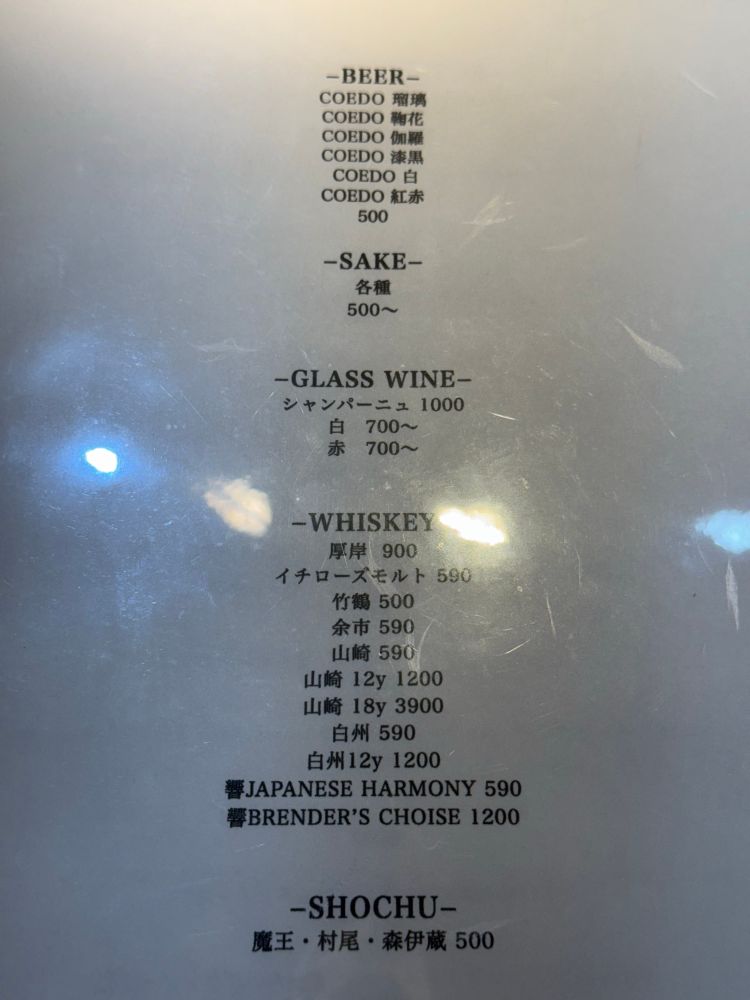 –BEER–
COEDO 瑠璃
COEDO 鞠花
COEDO 伽羅
COEDO 漆黒
COEDO 白
COEDO 紅赤
500
–SAKE–
各種
500〜
–GLASS WINE–
シャンパーニュ 1000
白 700〜
赤 700〜
–WHISKEY
厚岸 900
イチローズモルト 590
竹鶴 500
余市 590
山崎 590
山崎 12y 1200
山崎 18y 3900
白州 590
白州12y 1200
響JAPANESE HARMONY 590
響BRENDER'S CHOISE 1200
–SHOCHU–
魔王・村尾・森伊蔵 500